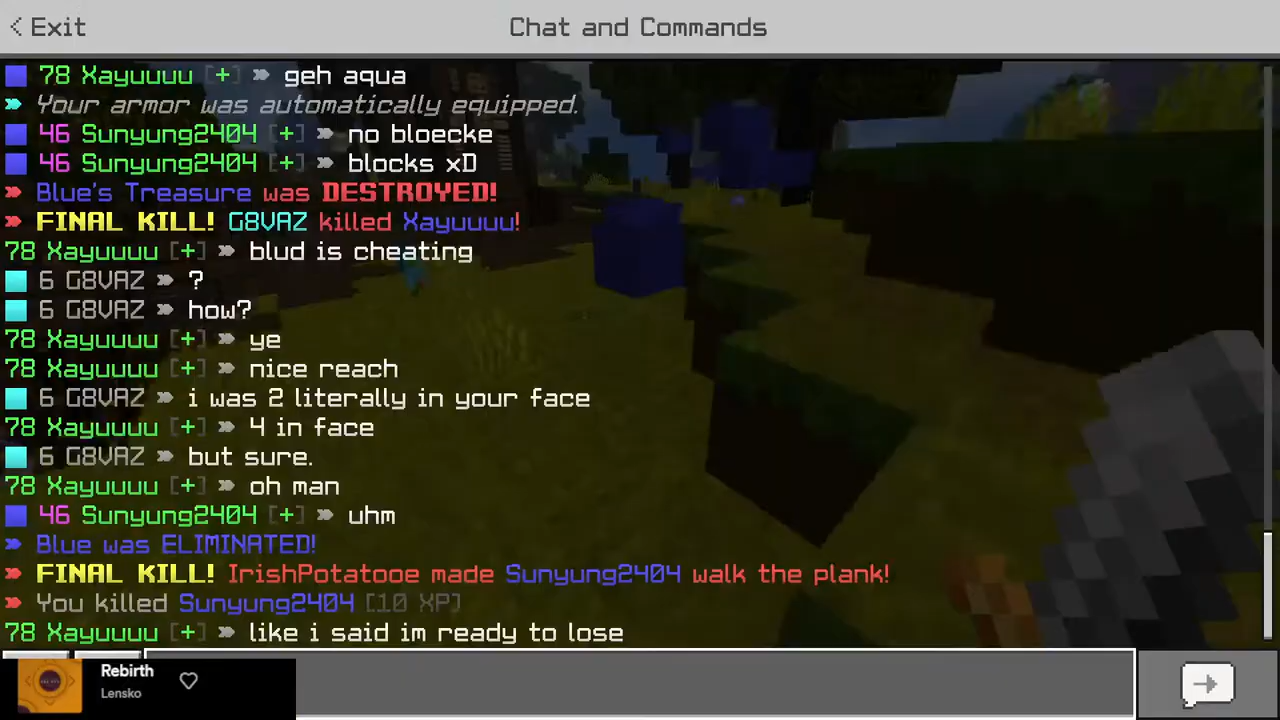 < Exit
Chat and Commands
78 Xayuuuu [+] » geh aqua
» Your armor was automatically equipped.
46 Sunyung2404 [+] » no bloecke
46 Sunyung2404 [+] » blocks xD
» Blue's Treasure was DESTROYED!
» FINAL KILL! G8VAZ killed Xayuuuu!
78 Xayuuuu [+] » blud is cheating
6 G8VAZ » ?
6 G8VAZ » how?
78 Xayuuuu [+] » ye
78 Xayuuuu [+] » nice reach
6 G8VAZ » i was 2 literally in your face
78 Xayuuuu [+] » 4 in face
6 G8VAZ » but sure.
78 Xayuuuu [+] » oh man
46 Sunyung2404 [+] » uhm
» Blue was ELIMINATED!
» FINAL KILL! IrishPotatooe made Sunyung2404 walk the plank!
» You killed Sunyung2404 [10 XP]
78 Xayuuuu [+] » like i said im ready to lose
Rebirth
Lensko